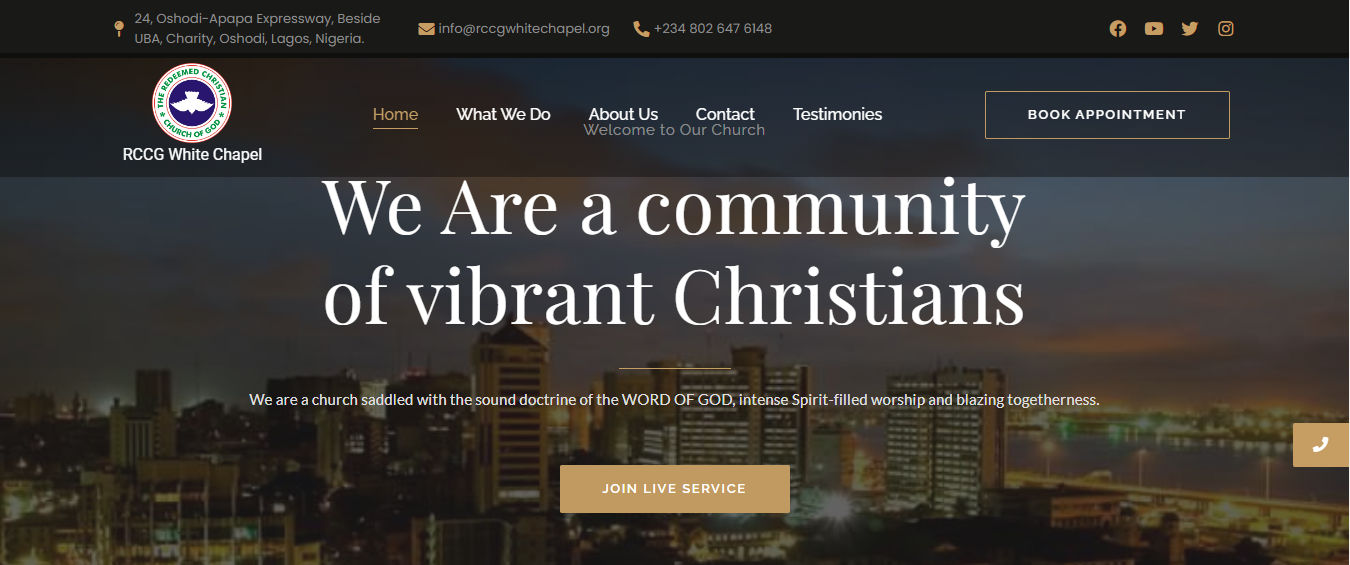 24, Oshodi-Apapa Expressway, Beside
UBA, Charity, Oshodi, Lagos, Nigeria.
info@rccgwhitechapel.org
+234 802 647 6148
THE REDEEMED CHRISTIAN
CHURCH OF GOD
RCCG White Chapel
Home
What We Do
About Us
Contact
Testimonies
BOOK APPOINTMENT
Welcome to Our Church
We Are a community
of vibrant Christians
We are a church saddled with the sound doctrine of the WORD OF GOD, intense Spirit-filled worship and blazing togetherness.
JOIN LIVE SERVICE